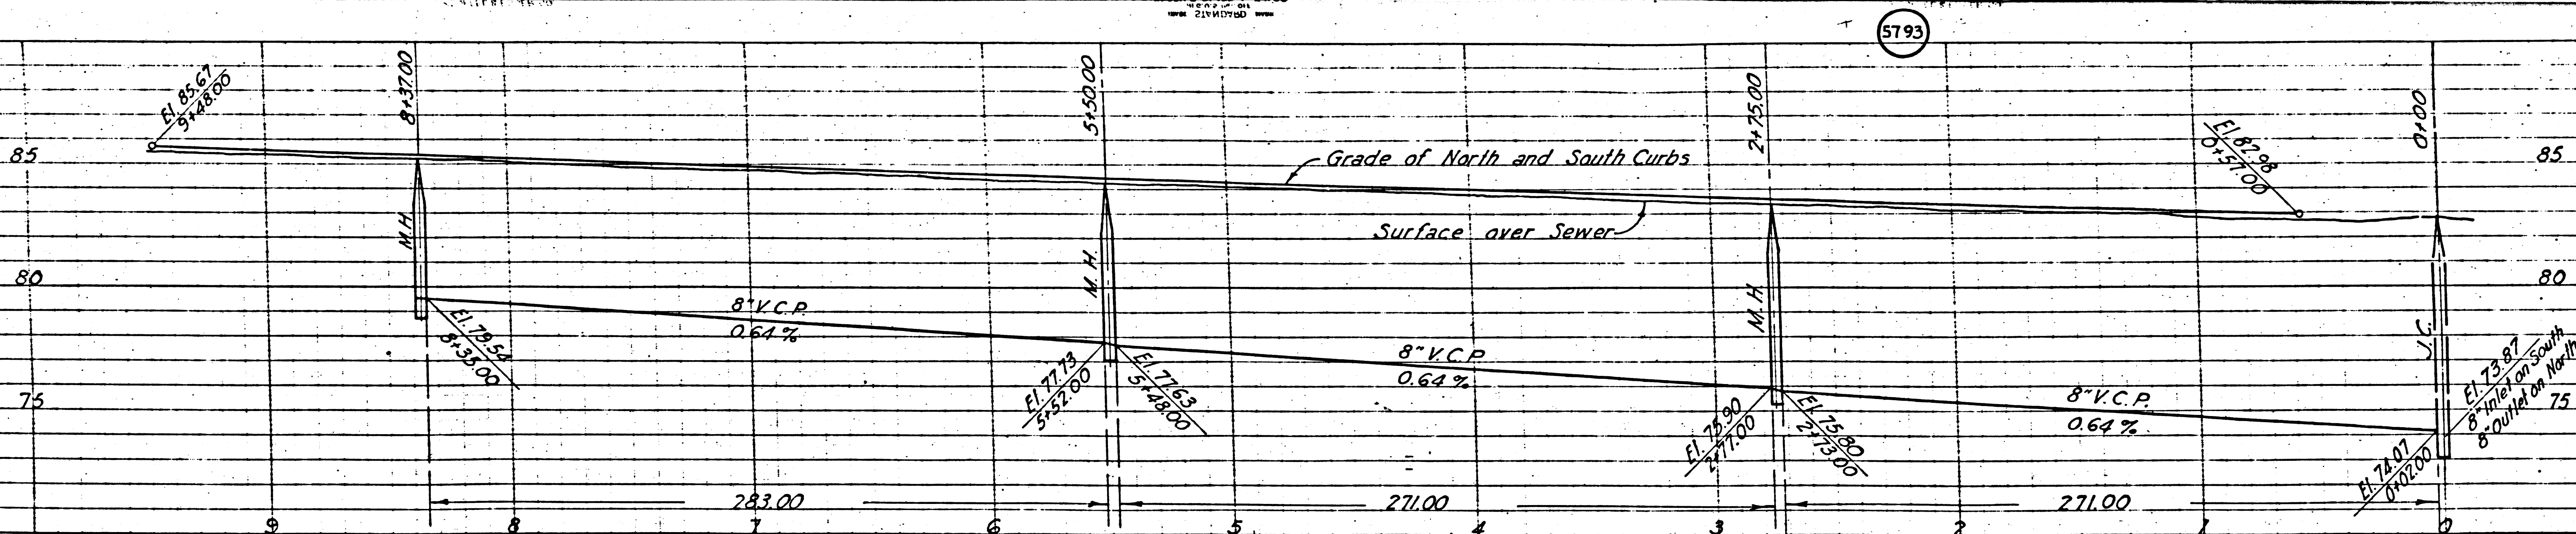 STANDARD
5793
El. 85.67
9+48.00
8+37.00
5+50.00
2+75.00
El. 82.98
0+57.00
0+00
85
Grade of North and South Curbs
85
M.H.
M.H.
M.H.
J.C.
Surface over Sewer
80
80
8" V.C.P.
0.64 %
8" V.C.P.
0.64 %
8" V.C.P.
0.64 %
El. 79.54
8+35.00
El. 77.73
5+52.00
El. 77.63
5+48.00
El. 75.90
2+77.00
El. 75.80
2+73.00
El. 74.07
0+02.00
El. 73.87
8" Inlet on South
8" Outlet on North
75
75
283.00
271.00
271.00
9 8 7 6 5 4 3 2 1 0